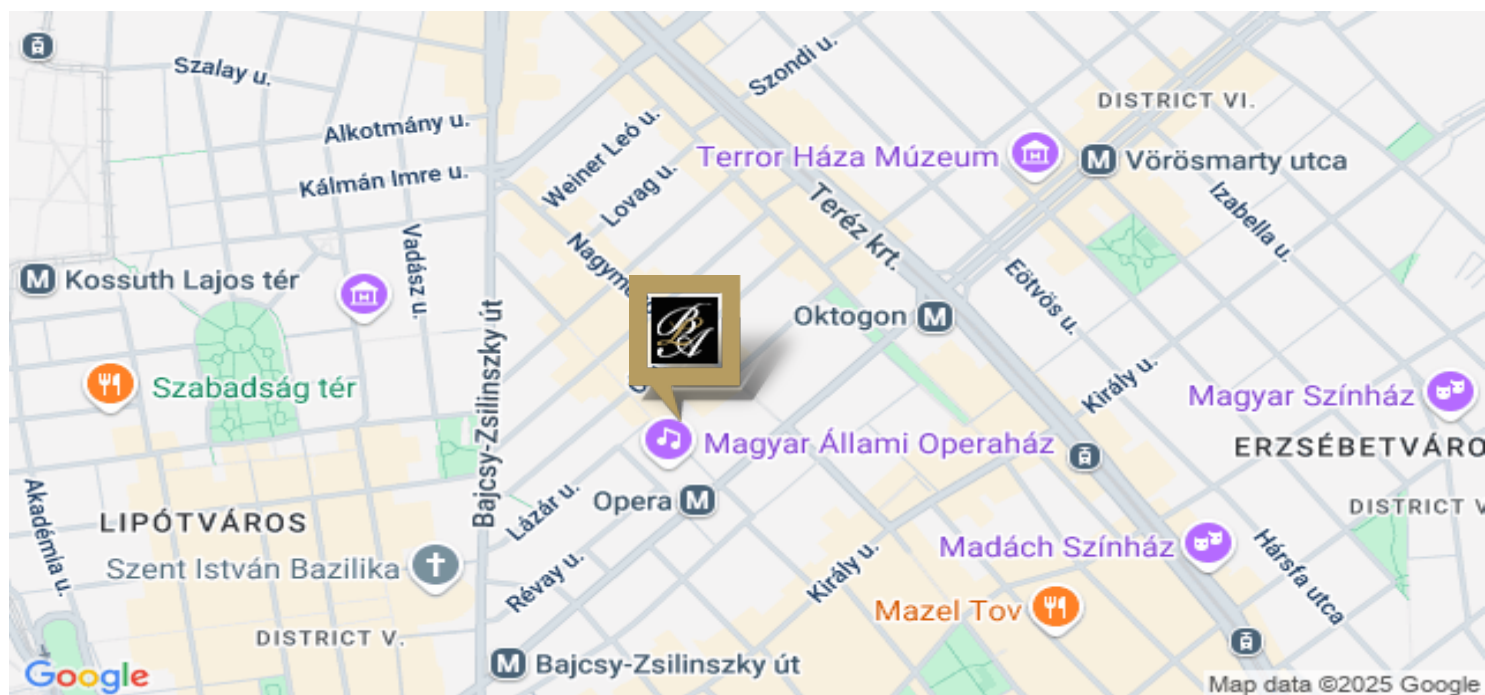 Szalay u.
Szondi u.
DISTRICT VI.
Alkotmány u.
Weiner Leó u.
Terror Háza Múzeum
M Vörösmarty utca
Kálmán Imre u.
Lovag u.
Teréz krt.
Izabella u.
Vadász u.
M Kossuth Lajos tér
Eötvös u.
Oktogon M
BLA
Bajcsy-Zsilinszky út
Szabadság tér
Király u.
Magyar Színház
Magyar Állami Operaház
ERZSÉBETVÁRO
Opera M
Lázár u.
DISTRICT V
LIPÓTVÁROS
Akadémia u.
Szent István Bazilika
Révay u.
Király u.
Madách Színház
Hársfa utca
Mazel Tov
DISTRICT V.
M Bajcsy-Zsilinszky út
Google
Map data ©2025 Google